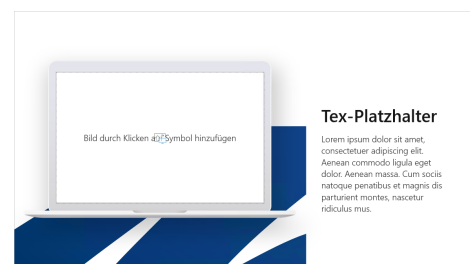 Bild durch Klicken auf Symbol hinzufügen
Tex-Platzhalter
Lorem ipsum dolor sit amet,
consectetuer adipiscing elit.
Aenean commodo ligula eget
dolor. Aenean massa. Cum sociis
natoque penatibus et magnis dis
parturient montes, nascetur
ridiculus mus.